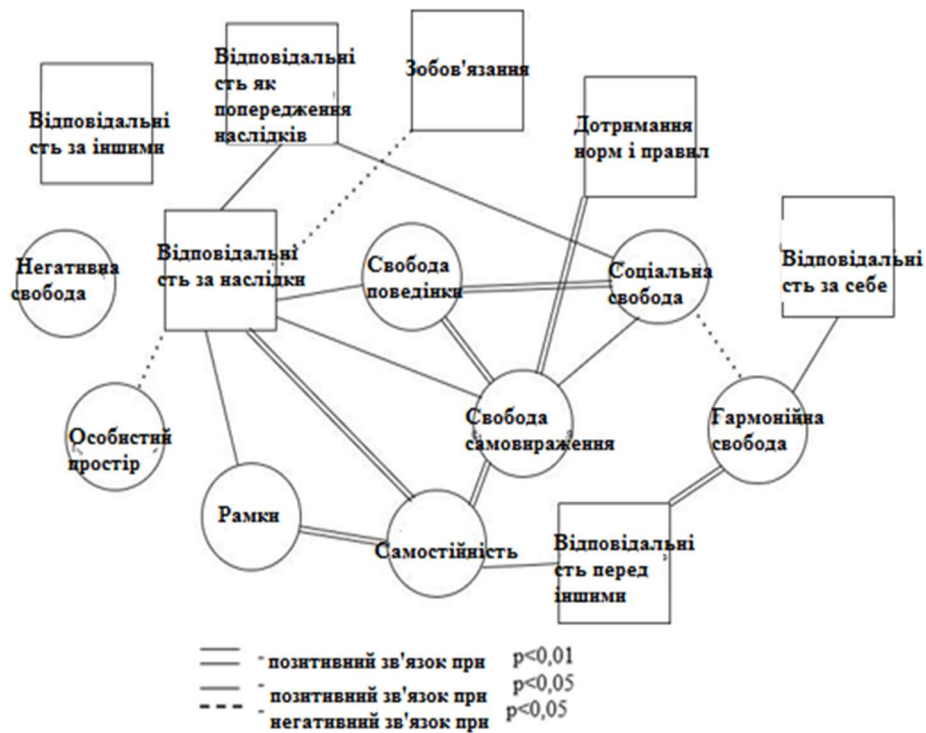 Відповідальні
сть за іншими
Відповідальні
сть як
попередження
наслідків
Зобов'язання
Дотримання
норм і правил
Негативна
свобода
Відповідальні
сть за наслідки
Свобода
поведінки
Соціальна
свобода
Відповідальні
сть за себе
Особистий
простір
Рамки
Самостійність
Свобода
самовираження
Гармонійна
свобода
Відповідальні
сть перед
іншими
- позитивний зв'язок при p<0,01
- позитивний зв'язок при p<0,05
- негативний зв'язок при p<0,05